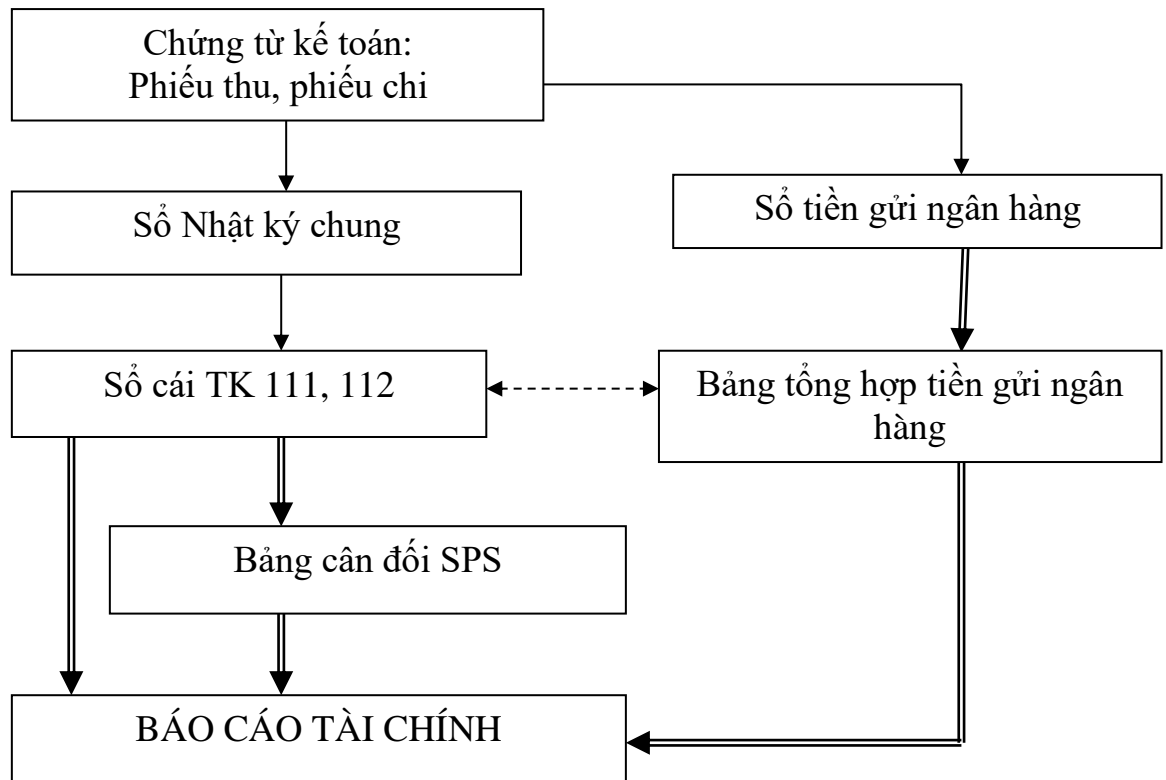 Chứng từ kế toán:
Phiếu thu, phiếu chi
Sổ Nhật ký chung
Sổ tiền gửi ngân hàng
Sổ cái TK 111, 112
Bảng tổng hợp tiền gửi ngân
hàng
Bảng cân đối SPS
BÁO CÁO TÀI CHÍNH